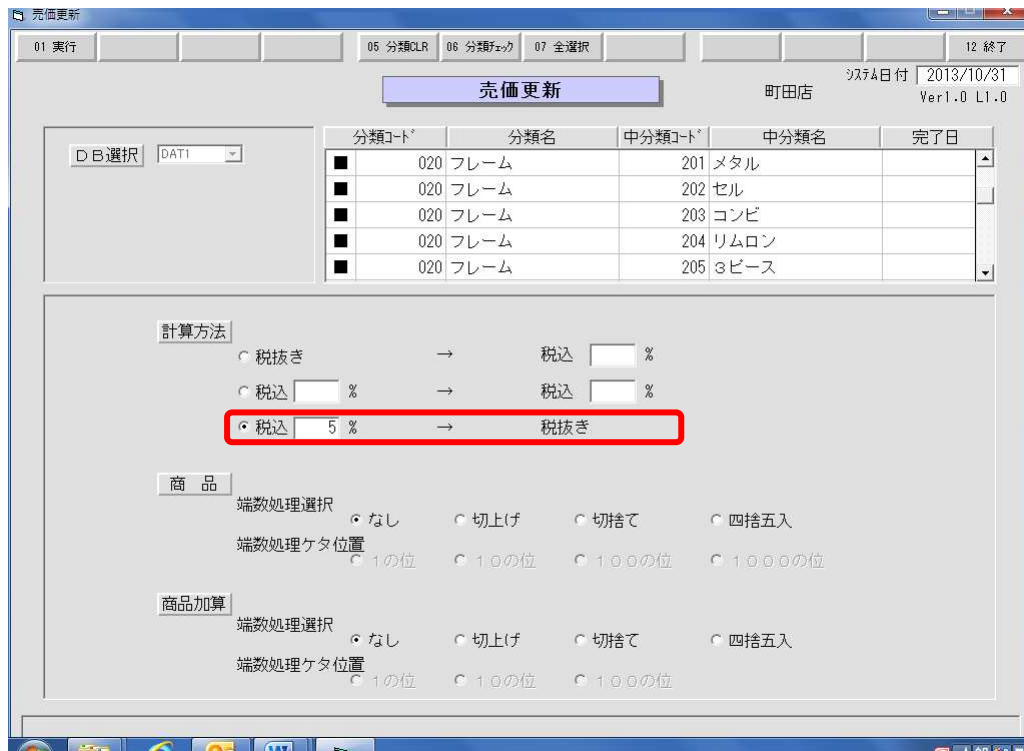 売価更新
01 実行 05 分類CLR 06 分類ﾁｪｯｸ 07 全選択 12 終了
ｼｽﾃﾑ日付 2013/10/31
売価更新 町田店 Ver1.0 L1.0
ＤＢ選択 DAT1
分類ｺｰﾄﾞ 分類名 中分類ｺｰﾄﾞ 中分類名 完了日
■ 020 フレーム 201 メタル
■ 020 フレーム 202 セル
■ 020 フレーム 203 コンビ
■ 020 フレーム 204 リムロン
■ 020 フレーム 205 ３ピース
計算方法
税抜き → 税込 %
税込 % → 税込 %
税込 5 % → 税抜き
商　品
端数処理選択
なし 切上げ 切捨て 四捨五入
端数処理ケタ位置
１の位 １０の位 １００の位 １０００の位
商品加算
端数処理選択
なし 切上げ 切捨て 四捨五入
端数処理ケタ位置
１の位 １０の位 １００の位